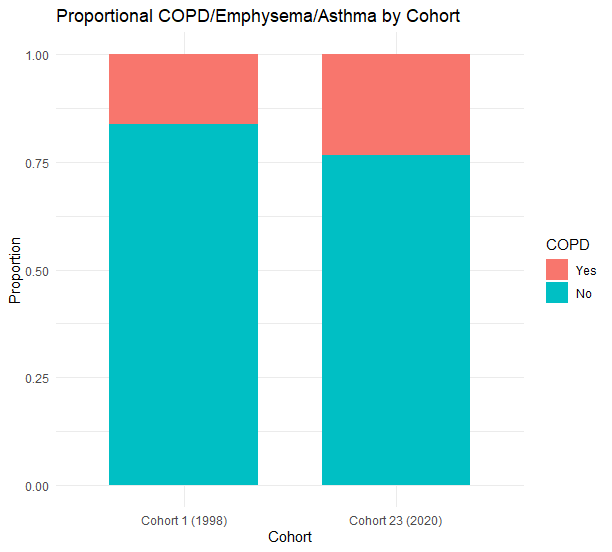 Proportional COPD/Emphysema/Asthma by Cohort
1.00
0.75
0.50
0.25
0.00
Proportion
Cohort 1 (1998)
Cohort 23 (2020)
Cohort
COPD
Yes
No